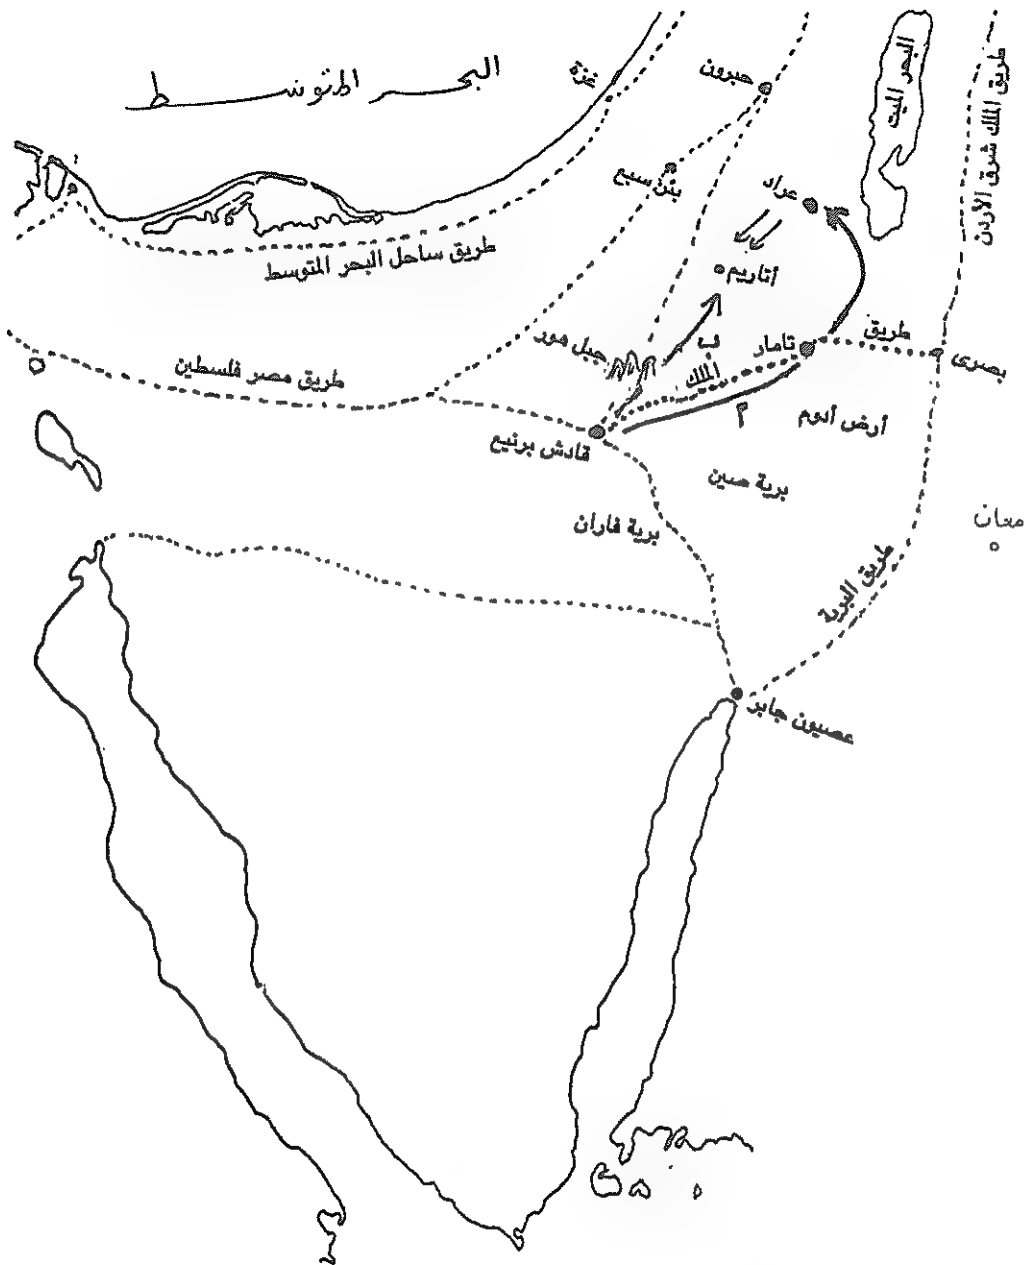 البحر المتوسط
غزة
حبرون
البحر الميت
طريق الملك شرق الأردن
بئر سبع
عراد
طريق ساحل البحر المتوسط
أتاريم
طريق مصر فلسطين
جبل هور
ب
تامار
طريق
الملك
بصرى
م
أرض أدوم
قادش برنيع
برية صين
برية فاران
معان
طريق البرية
عصيون جابر